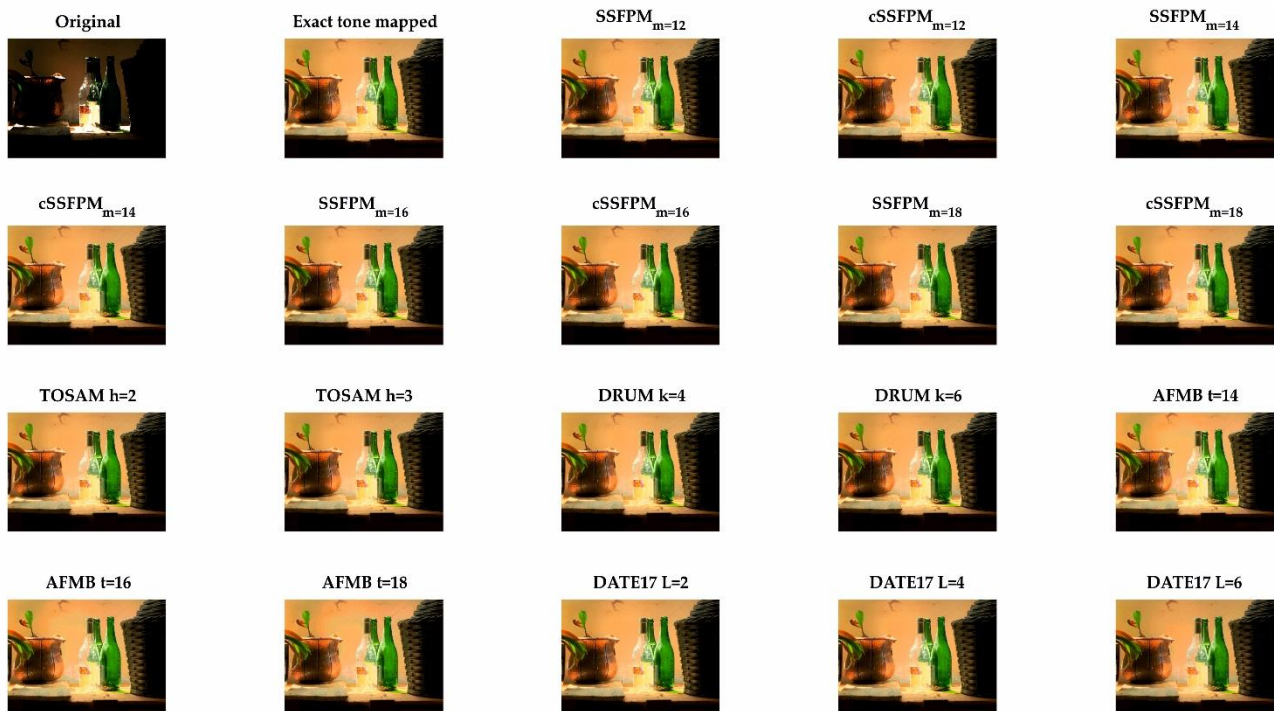 Original
Exact tone mapped
SSFPMm=12
cSSFPMm=12
SSFPMm=14
cSSFPMm=14
SSFPMm=16
cSSFPMm=16
SSFPMm=18
cSSFPMm=18
TOSAM h=2
TOSAM h=3
DRUM k=4
DRUM k=6
AFMB t=14
AFMB t=16
AFMB t=18
DATE17 L=2
DATE17 L=4
DATE17 L=6